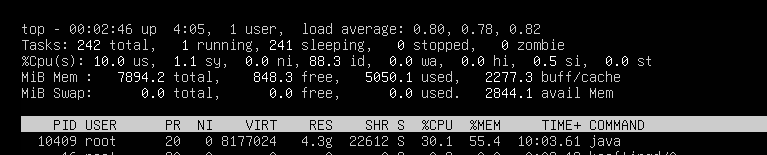 top - 00:02:46 up  4:05,  1 user,  load average: 0.80, 0.78, 0.82
Tasks: 242 total,   1 running, 241 sleeping,   0 stopped,   0 zombie
%Cpu(s): 10.0 us,  1.1 sy,  0.0 ni, 88.3 id,  0.0 wa,  0.0 hi,  0.5 si,  0.0 st
MiB Mem :   7894.2 total,    848.3 free,   5050.1 used,   2277.3 buff/cache
MiB Swap:      0.0 total,      0.0 free,      0.0 used.   2844.1 avail Mem
PID USER      PR  NI    VIRT    RES    SHR S  %CPU  %MEM     TIME+ COMMAND
10409 root      20   0 8177024   4.3g  22612 S  30.1  55.4  10:03.61 java